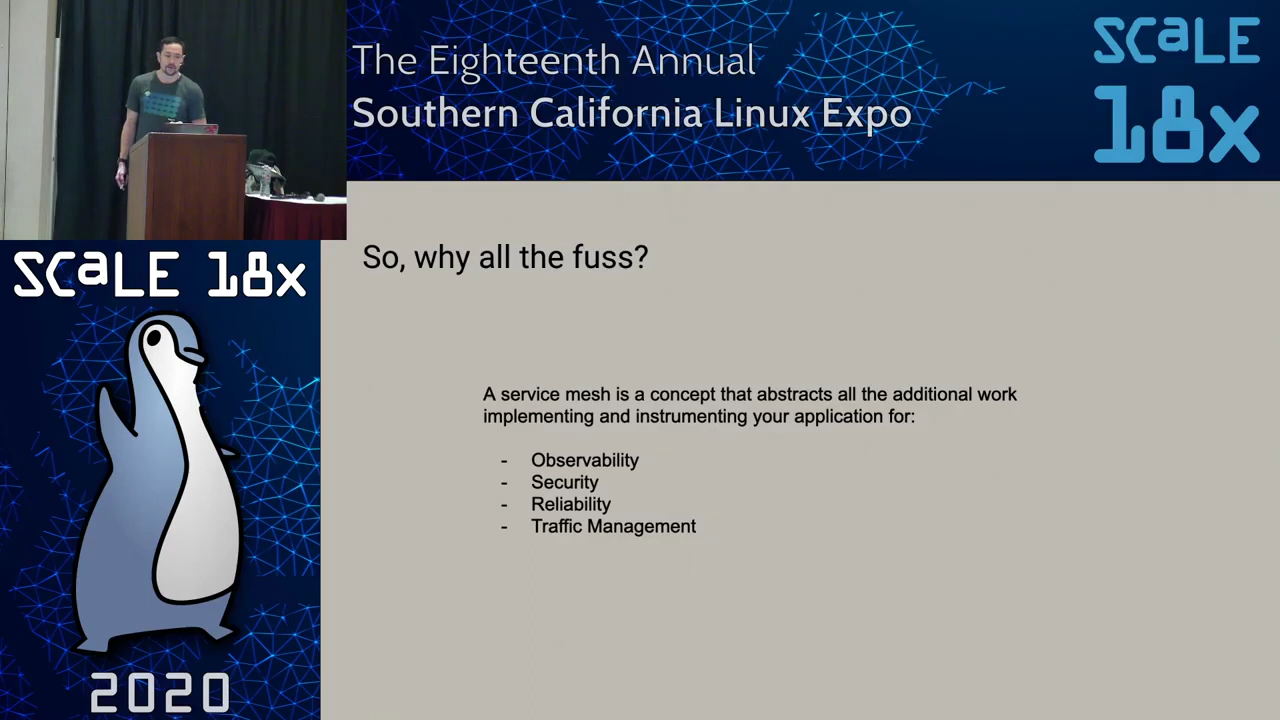 The Eighteenth Annual
Southern California Linux Expo
SCaLE
18x
SCaLE 18x
2020
So, why all the fuss?
A service mesh is a concept that abstracts all the additional work
implementing and instrumenting your application for:
- Observability
- Security
- Reliability
- Traffic Management